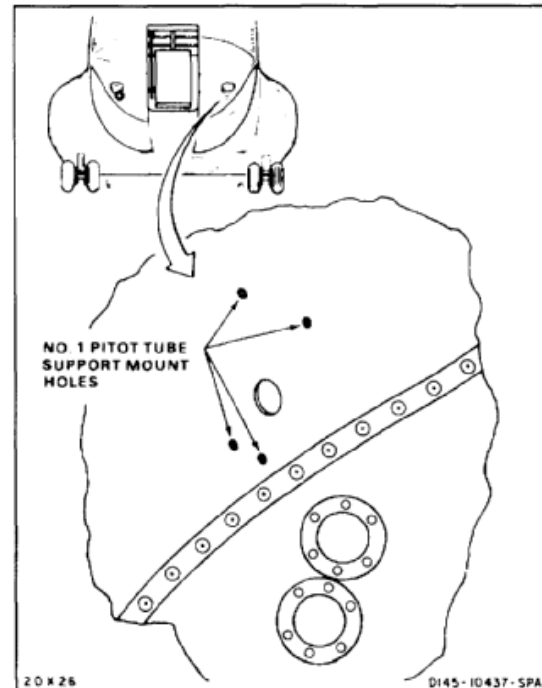 NO. 1 PITOT TUBE
SUPPORT MOUNT
HOLES
20 X 26
D145-10437-SPA